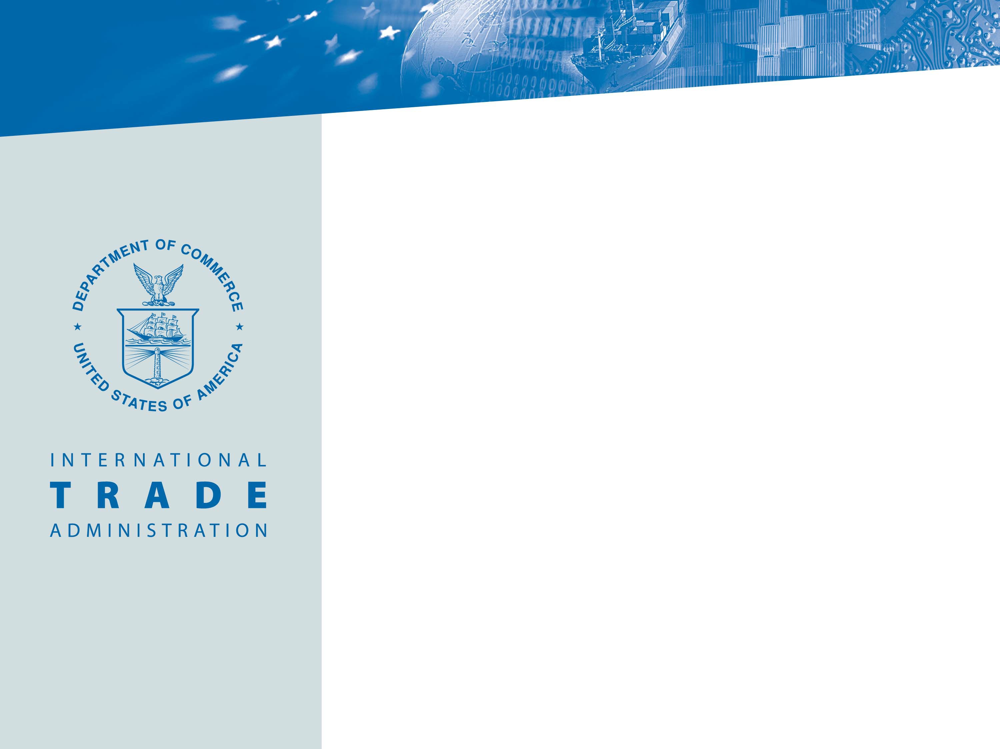 DEPARTMENT OF COMMERCE
UNITED STATES OF AMERICA
INTERNATIONAL
TRADE
ADMINISTRATION